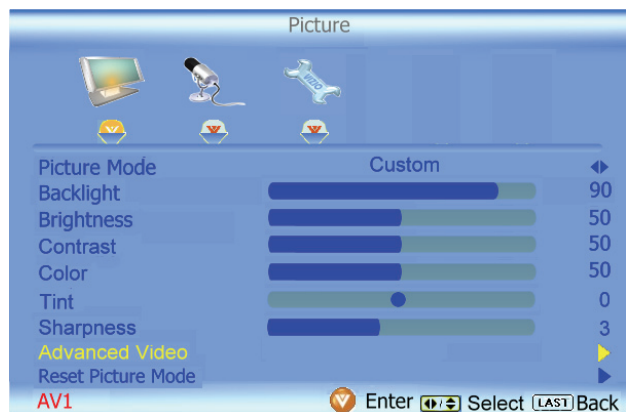 Picture
VIZIO
Picture Mode Custom
Backlight 90
Brightness 50
Contrast 50
Color 50
Tint 0
Sharpness 3
Advanced Video
Reset Picture Mode
AV1 V Enter Select LAST Back